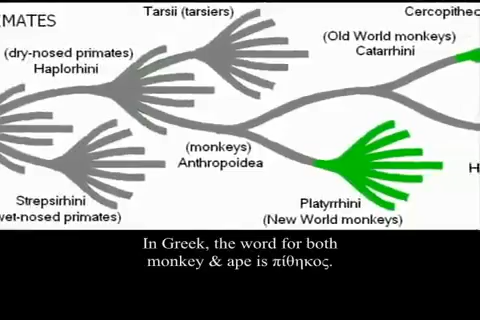 Tarsii (tarsiers)
Cercopithec
EMATES
(dry-nosed primates)
Haplorhini
(Old World monkeys)
Catarrhini
(monkeys)
Anthropoidea
H
Strepsirhini
wet-nosed primates)
Platyrrhini
(New World monkeys)
In Greek, the word for both
monkey & ape is πίθηκος.